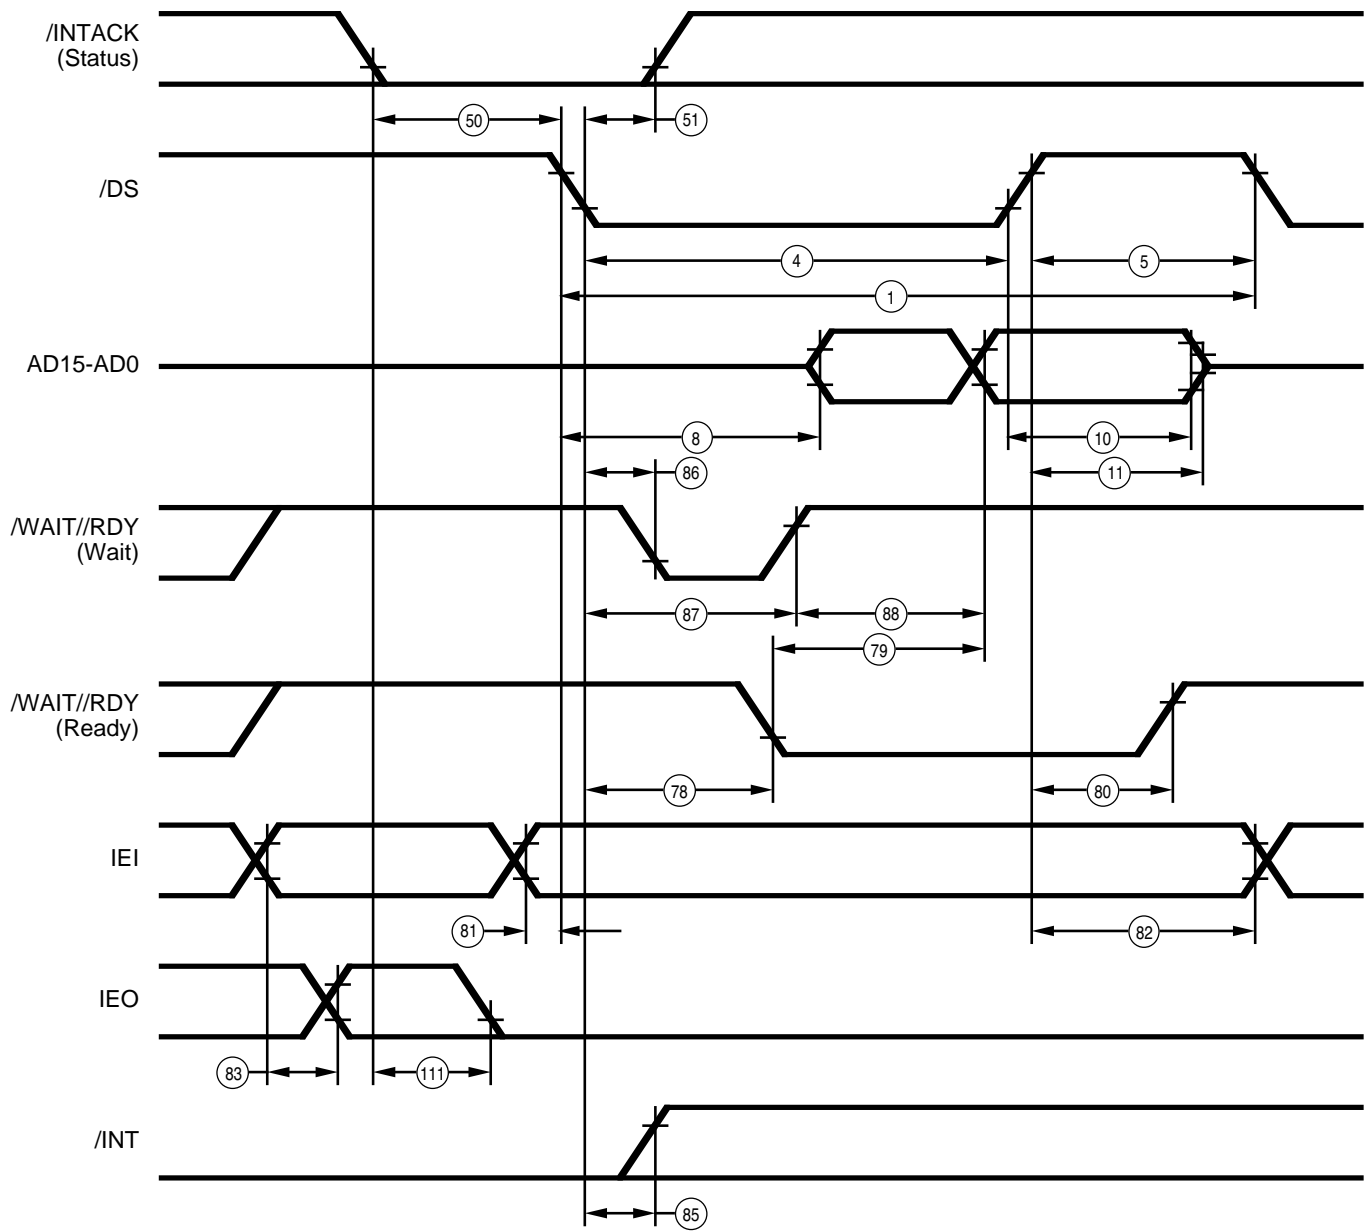 /INTACK
(Status)
50
51
/DS
4
5
1
AD15-AD0
8
10
86
11
/WAIT//RDY
(Wait)
87
88
79
/WAIT//RDY
(Ready)
78
80
IEI
81
82
IEO
83
111
/INT
85